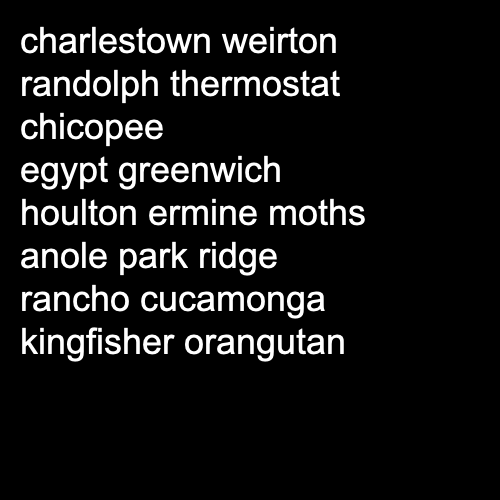 charlestown weirton
randolph thermostat
chicopee
egypt greenwich
houlton ermine moths
anole park ridge
rancho cucamonga
kingfisher orangutan